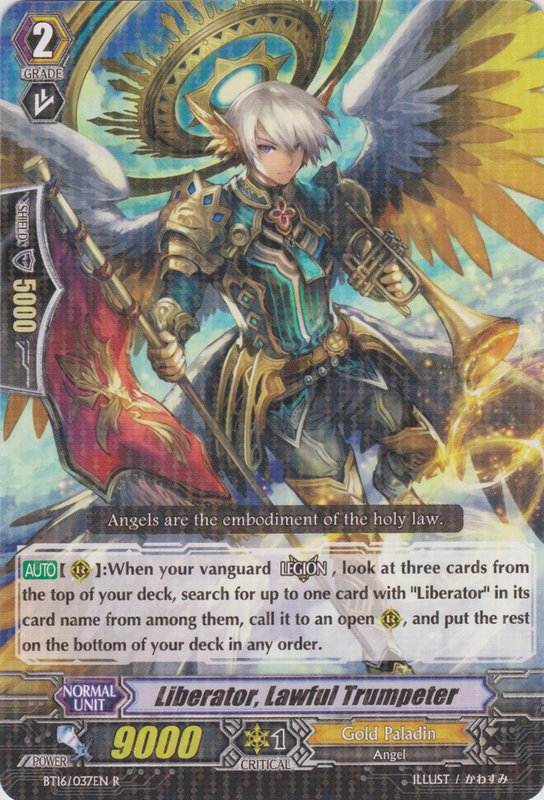 2
GRADE
SHIELD
5000
Angels are the embodiment of the holy law.
AUTO [ R ]:When your vanguard LEGION , look at three cards from
the top of your deck, search for up to one card with "Liberator" in its
card name from among them, call it to an open R , and put the rest
on the bottom of your deck in any order.
NORMAL
UNIT
Liberator, Lawful Trumpeter
POWER
9000
1
CRITICAL
Gold Paladin
Angel
BT16/037EN R
ILLUST / かわすみ